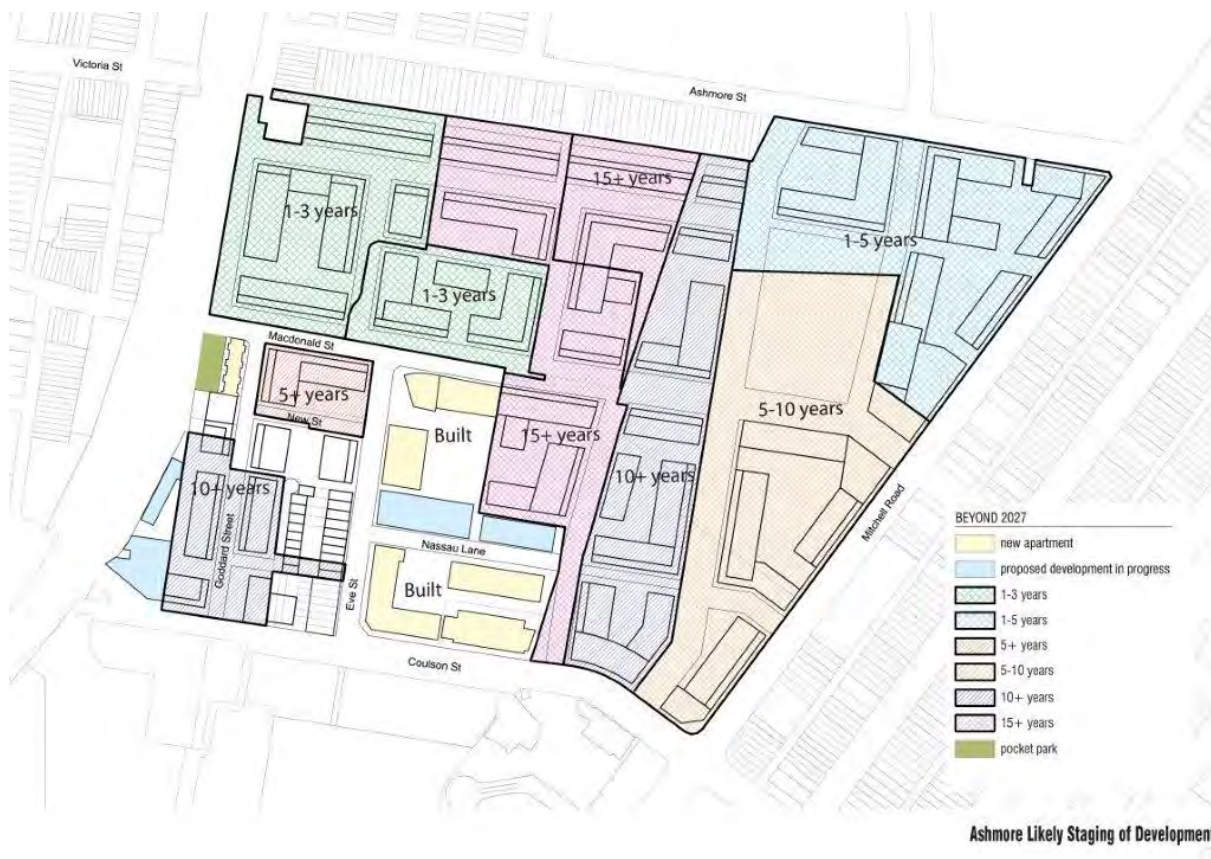 Victoria St
Ashmore St
15+ years
1-3 years
1-5 years
1-3 years
Macdonald St
5+ years
5-10 years
New St
Built
15+ years
10+ years
10+ years
Goddard Street
Mitchell Road
Nassau Lane
Eve St
Built
Coulson St
BEYOND 2027
new apartment
proposed development in progress
1-3 years
1-5 years
5+ years
5-10 years
10+ years
15+ years
pocket park
Ashmore Likely Staging of Developmen